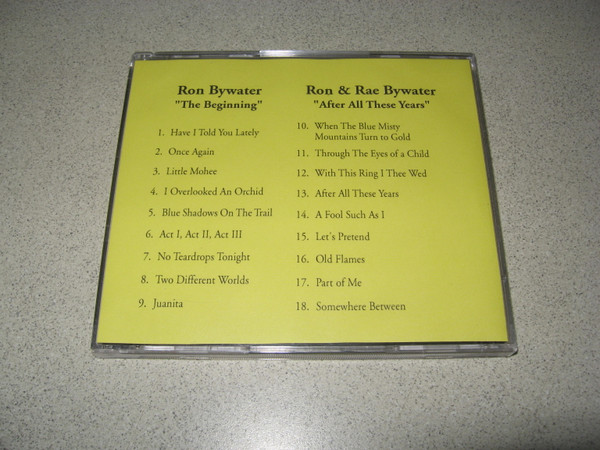 Ron Bywater
"The Beginning"
1. Have I Told You Lately
2. Once Again
3. Little Mohee
4. I Overlooked An Orchid
5. Blue Shadows On The Trail
6. Act I, Act II, Act III
7. No Teardrops Tonight
8. Two Different Worlds
9. Juanita
Ron & Rae Bywater
"After All These Years"
10. When The Blue Misty
Mountains Turn to Gold
11. Through The Eyes of a Child
12. With This Ring I Thee Wed
13. After All These Years
14. A Fool Such As I
15. Let's Pretend
16. Old Flames
17. Part of Me
18. Somewhere Between